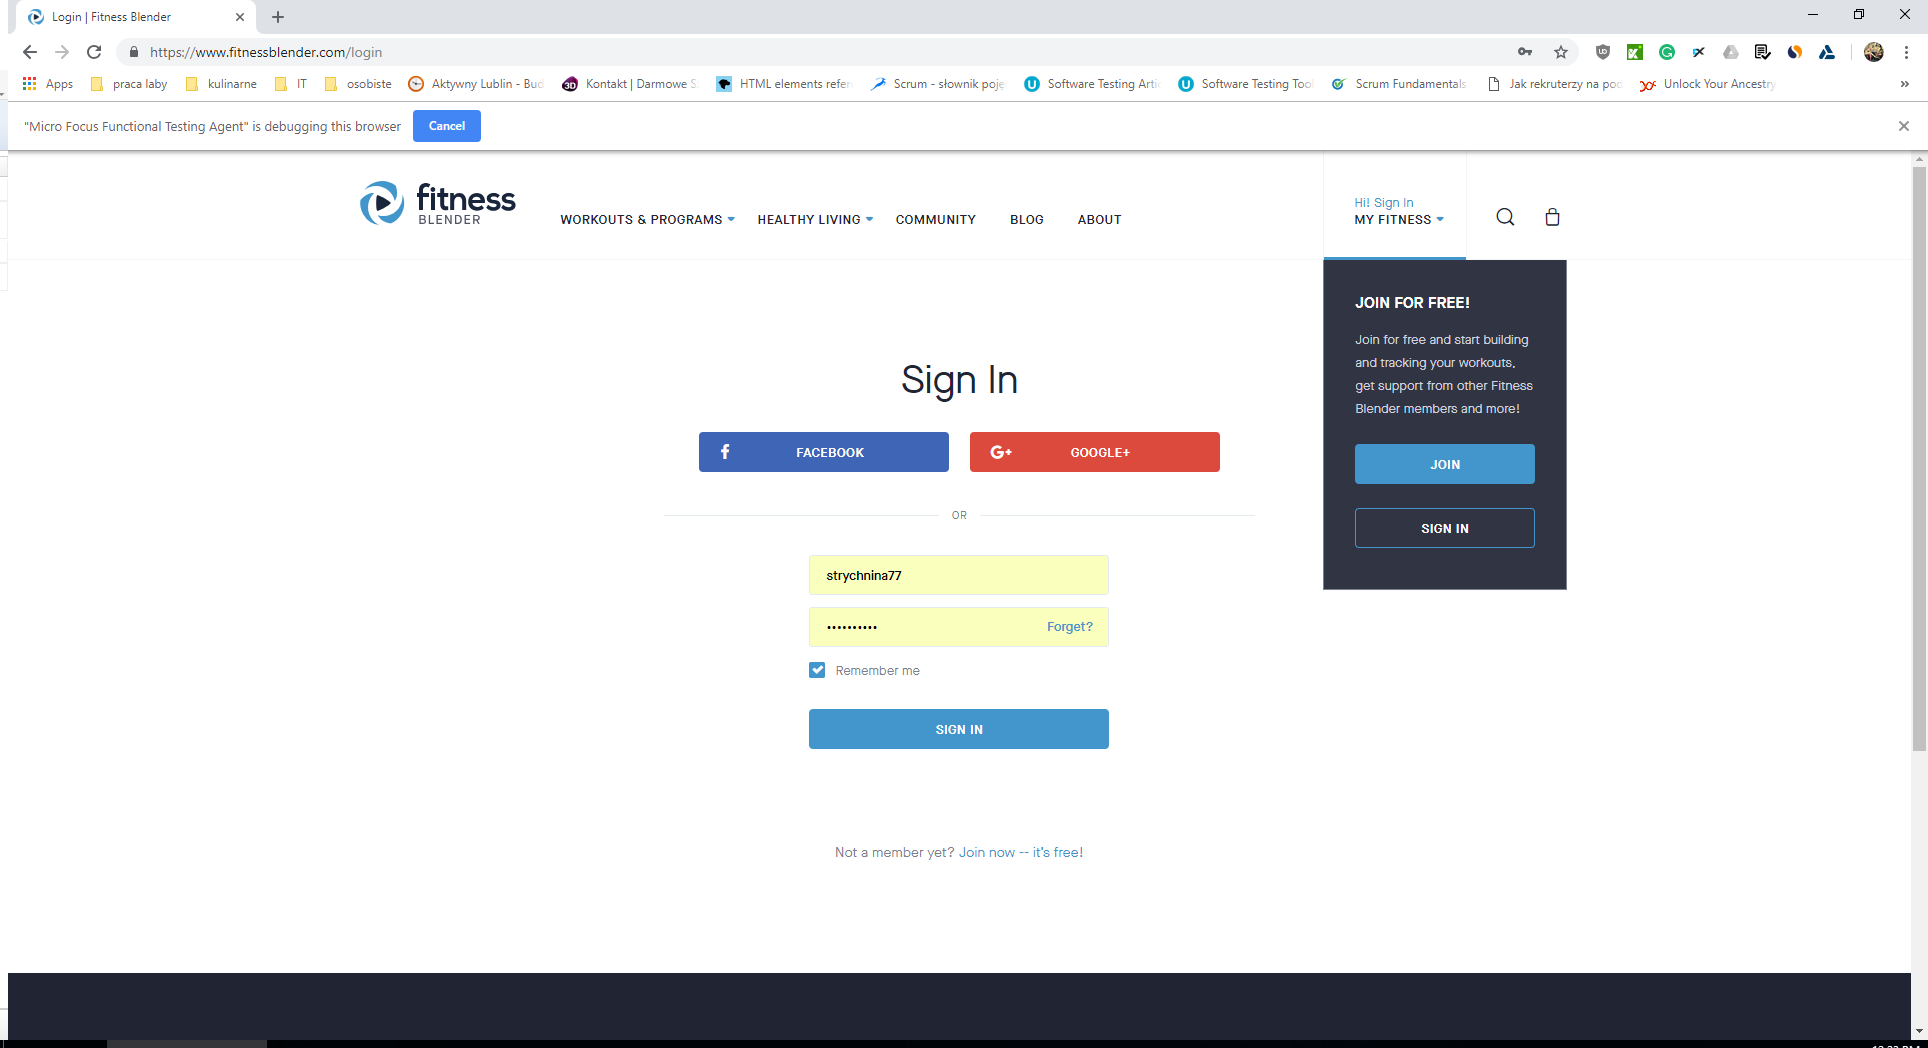 Login | Fitness Blender
https://www.fitnessblender.com/login
Apps praca laby kulinarne IT osobiste Aktywny Lublin - Bud Kontakt | Darmowe S HTML elements refere Scrum - słownik poję Software Testing Artic Software Testing Tool Scrum Fundamentals Jak rekruterzy na pod Unlock Your Ancestry »
"Micro Focus Functional Testing Agent" is debugging this browser Cancel
fitness
BLENDER
WORKOUTS & PROGRAMS HEALTHY LIVING COMMUNITY BLOG ABOUT
Hi! Sign In
MY FITNESS
JOIN FOR FREE!
Join for free and start building
and tracking your workouts,
get support from other Fitness
Blender members and more!
JOIN
SIGN IN
Sign In
FACEBOOK
G+ GOOGLE+
OR
strychnina77
•••••••••• Forget?
Remember me
SIGN IN
Not a member yet? Join now -- it's free!